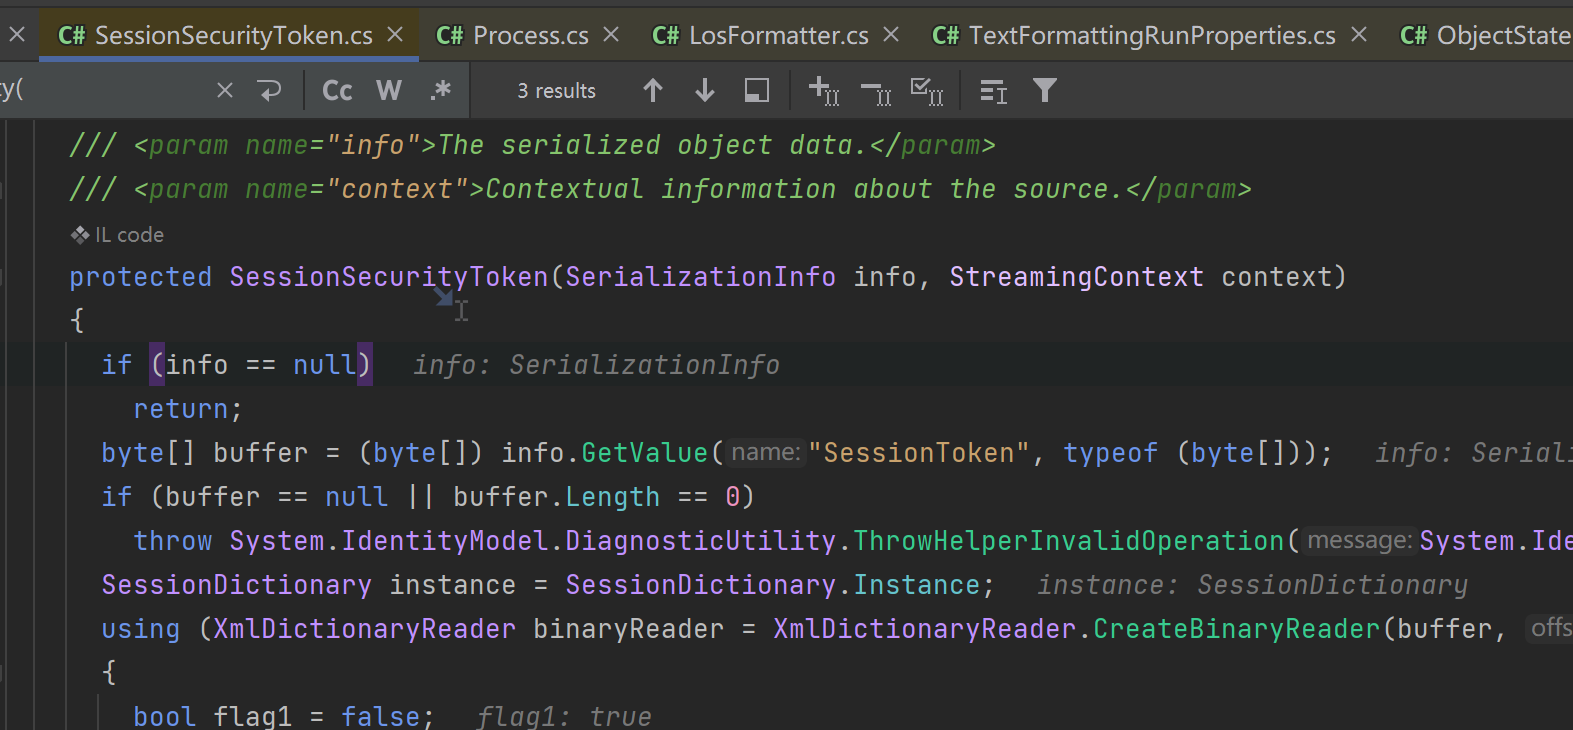 C# SessionSecurityToken.cs C# Process.cs C# LosFormatter.cs C# TextFormattingRunProperties.cs C# ObjectState
ty( Cc W .* 3 results
/// <param name="info">The serialized object data.</param>
/// <param name="context">Contextual information about the source.</param>
IL code
protected SessionSecurityToken(SerializationInfo info, StreamingContext context)
{
if (info == null) info: SerializationInfo
return;
byte[] buffer = (byte[]) info.GetValue( name: "SessionToken", typeof (byte[])); info: Seriali
if (buffer == null || buffer.Length == 0)
throw System.IdentityModel.DiagnosticUtility.ThrowHelperInvalidOperation( message: System.Ide
SessionDictionary instance = SessionDictionary.Instance; instance: SessionDictionary
using (XmlDictionaryReader binaryReader = XmlDictionaryReader.CreateBinaryReader(buffer, offs
{
bool flag1 = false; flag1: true